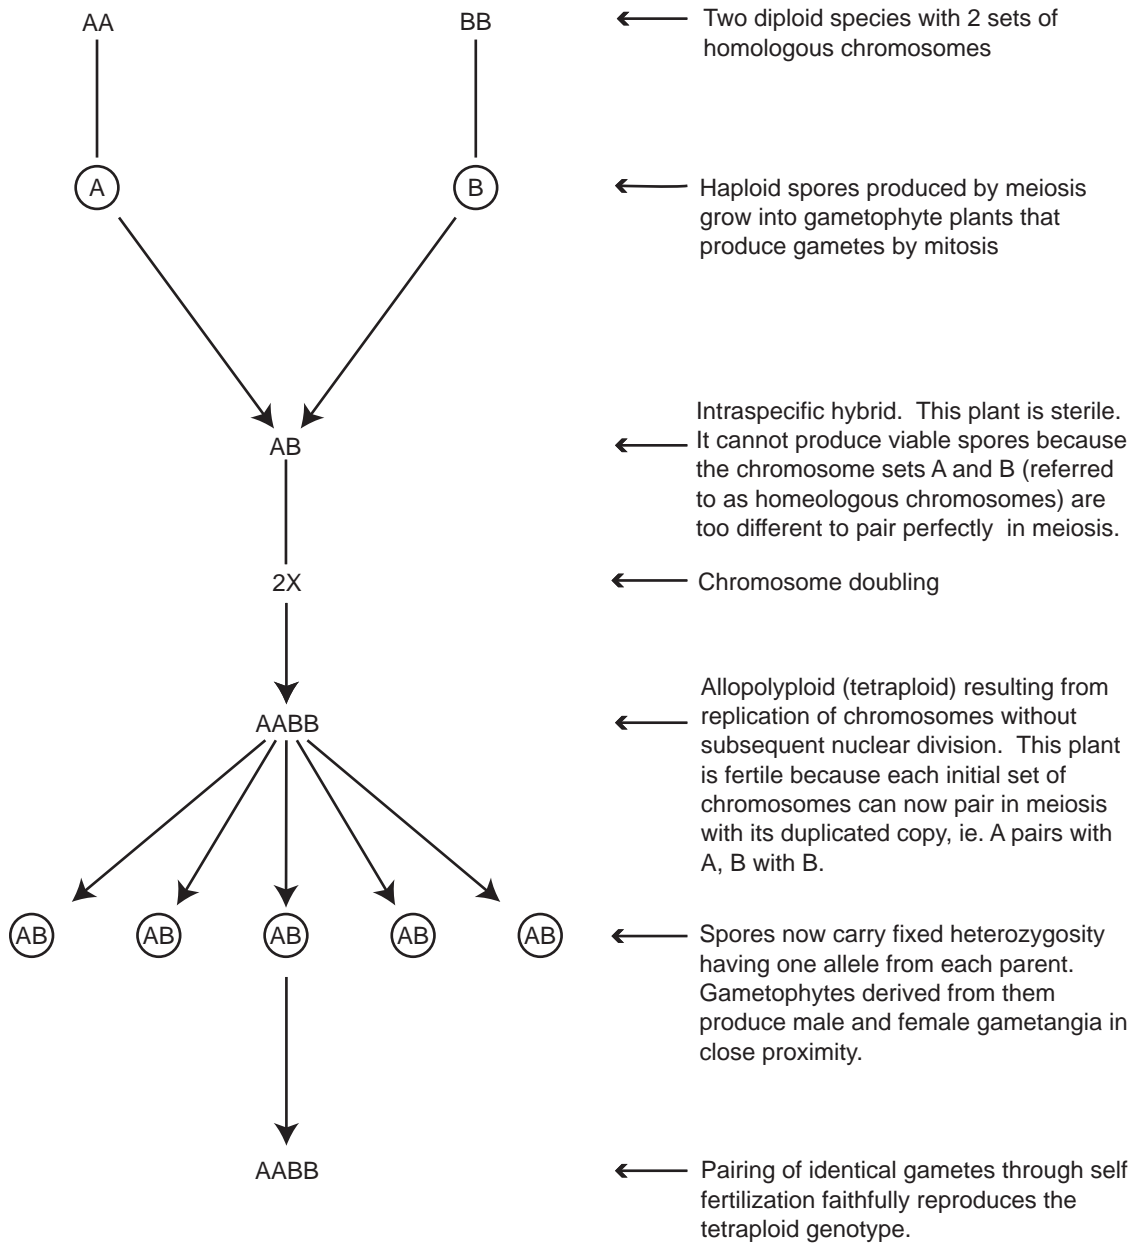 AA
BB
Two diploid species with 2 sets of
homologous chromosomes
A
B
Haploid spores produced by meiosis
grow into gametophyte plants that
produce gametes by mitosis
AB
Intraspecific hybrid.  This plant is sterile.
It cannot produce viable spores because
the chromosome sets A and B (referred
to as homeologous chromosomes) are
too different to pair perfectly  in meiosis.
2X
Chromosome doubling
AABB
Allopolyploid (tetraploid) resulting from
replication of chromosomes without
subsequent nuclear division.  This plant
is fertile because each initial set of
chromosomes can now pair in meiosis
with its duplicated copy, ie. A pairs with
A, B with B.
AB
AB
AB
AB
AB
Spores now carry fixed heterozygosity
having one allele from each parent.
Gametophytes derived from them
produce male and female gametangia in
close proximity.
AABB
Pairing of identical gametes through self
fertilization faithfully reproduces the
tetraploid genotype.